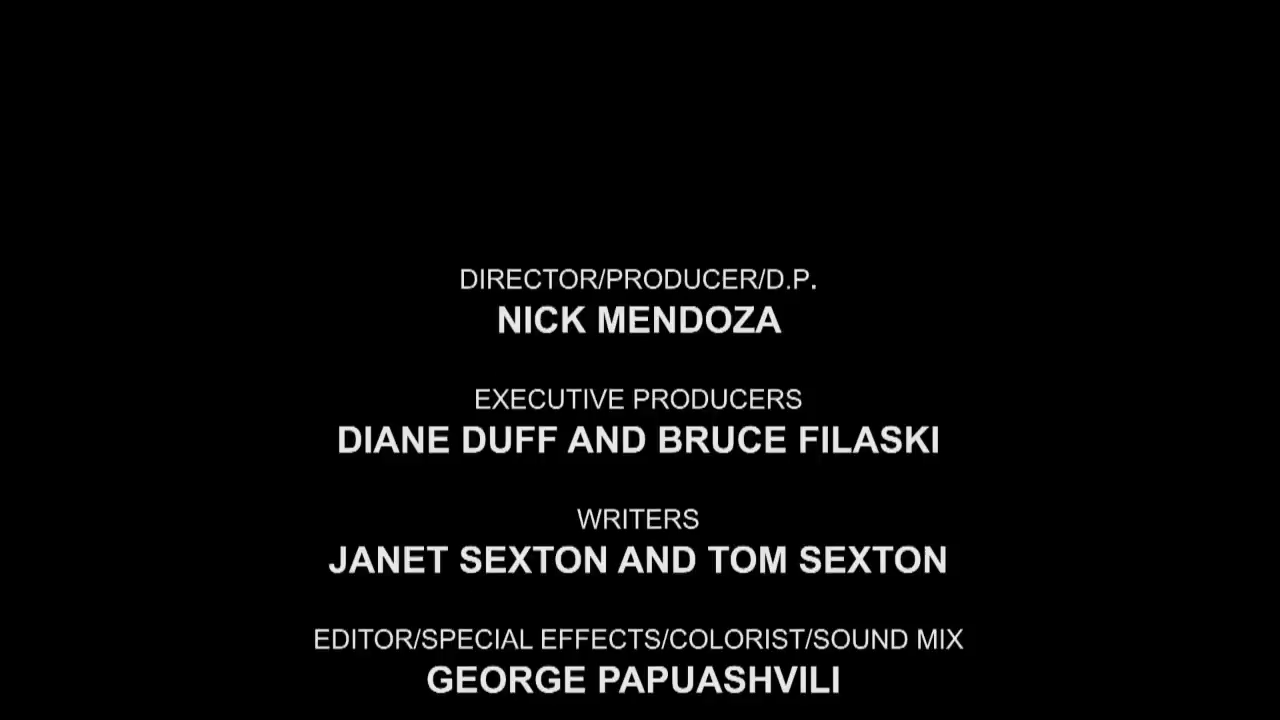 DIRECTOR/PRODUCER/D.P.
NICK MENDOZA
EXECUTIVE PRODUCERS
DIANE DUFF AND BRUCE FILASKI
WRITERS
JANET SEXTON AND TOM SEXTON
EDITOR/SPECIAL EFFECTS/COLORIST/SOUND MIX
GEORGE PAPUASHVILI